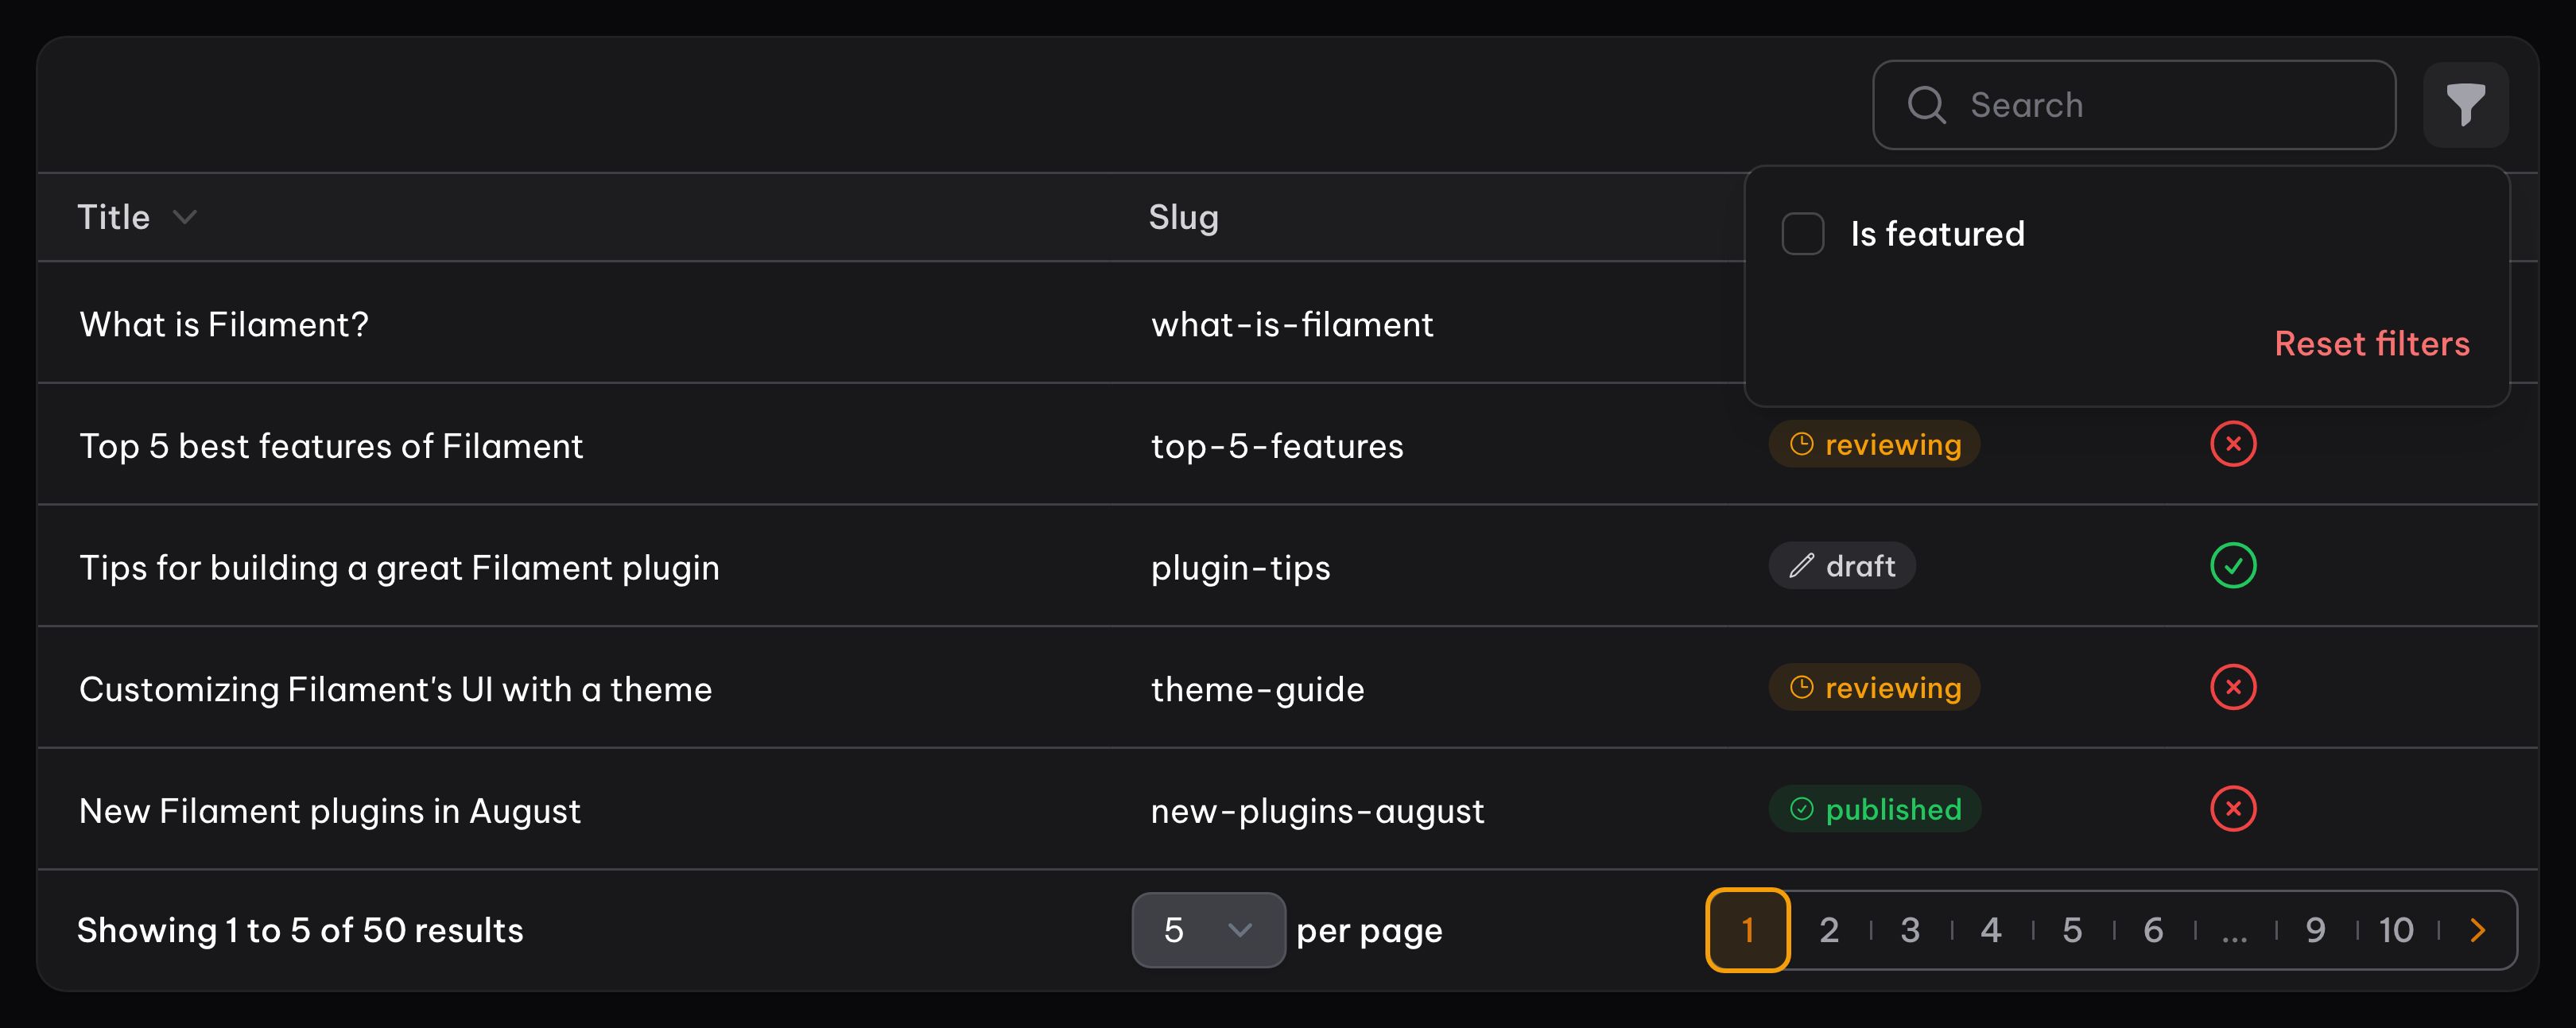 Search
Title Slug
Is featured
What is Filament? what-is-filament
Reset filters
Top 5 best features of Filament top-5-features reviewing
Tips for building a great Filament plugin plugin-tips draft
Customizing Filament's UI with a theme theme-guide reviewing
New Filament plugins in August new-plugins-august published
Showing 1 to 5 of 50 results 5 per page 1 2 3 4 5 6 ... 9 10